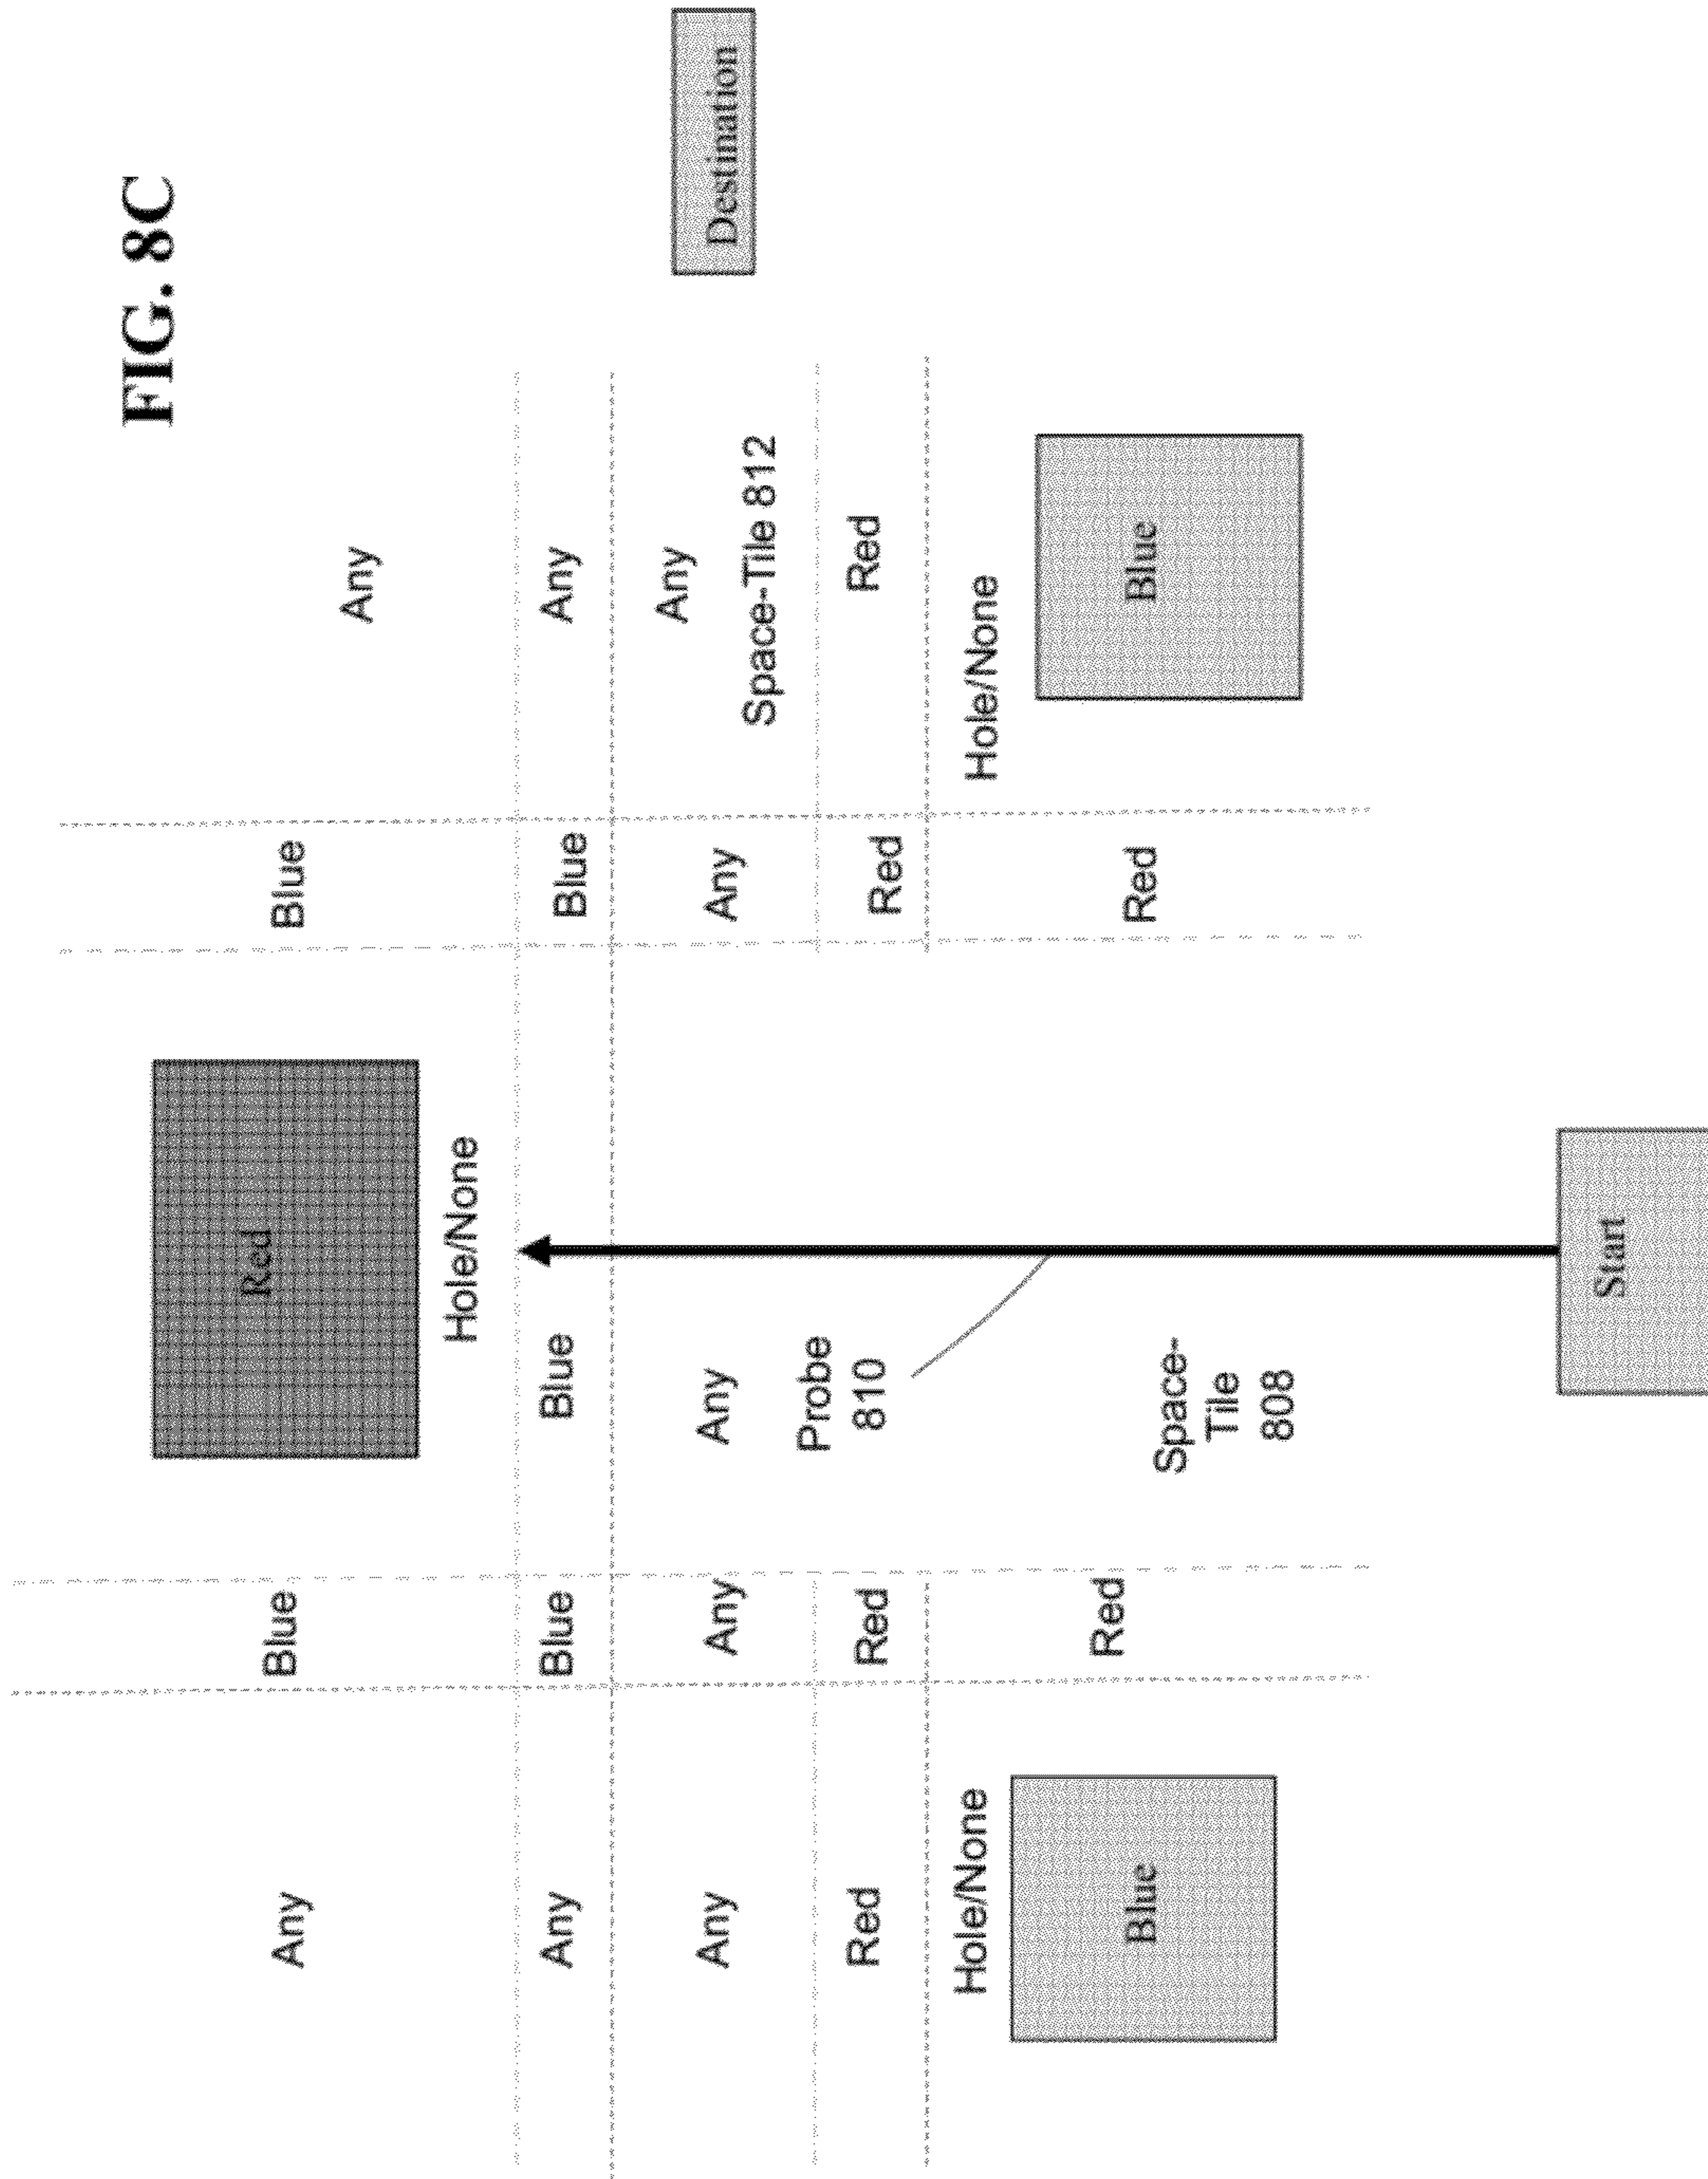 FIG. 8C
Any
Blue
Red
Blue
Any
Hole/None
Any
Blue
Blue
Blue
Any
Any
Any
Any
Any
Any
Destination
Space-Tile 812
Probe
810
Red
Red
Red
Red
Hole/None
Hole/None
Blue
Red
Space-
Tile
808
Red
Blue
Start